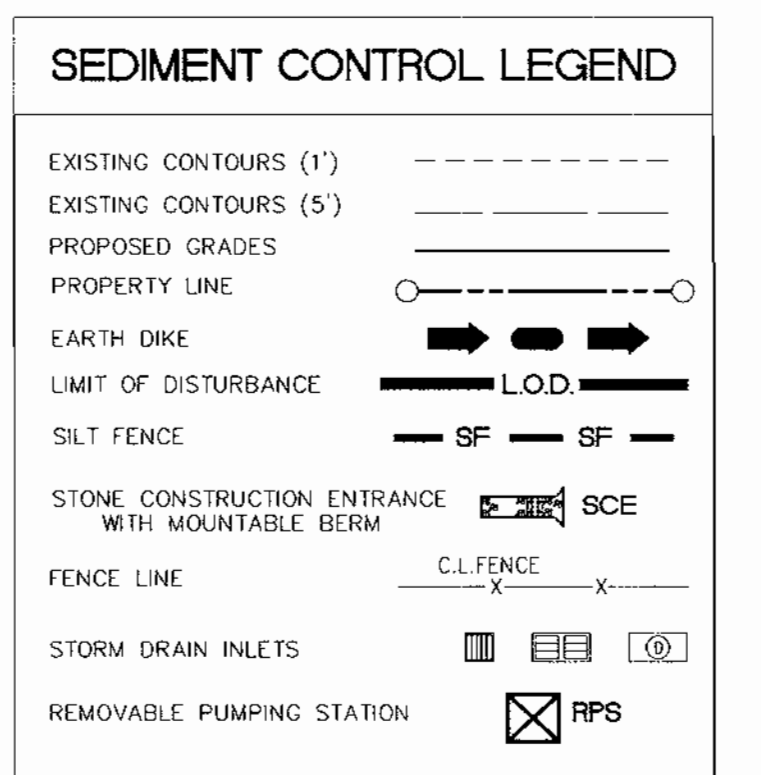 SEDIMENT CONTROL LEGEND
EXISTING CONTOURS (1')
EXISTING CONTOURS (5')
PROPOSED GRADES
PROPERTY LINE
EARTH DIKE
LIMIT OF DISTURBANCE L.O.D.
SILT FENCE SF SF
STONE CONSTRUCTION ENTRANCE
WITH MOUNTABLE BERM SCE
C.L.FENCE
FENCE LINE X X
STORM DRAIN INLETS D
REMOVABLE PUMPING STATION RPS